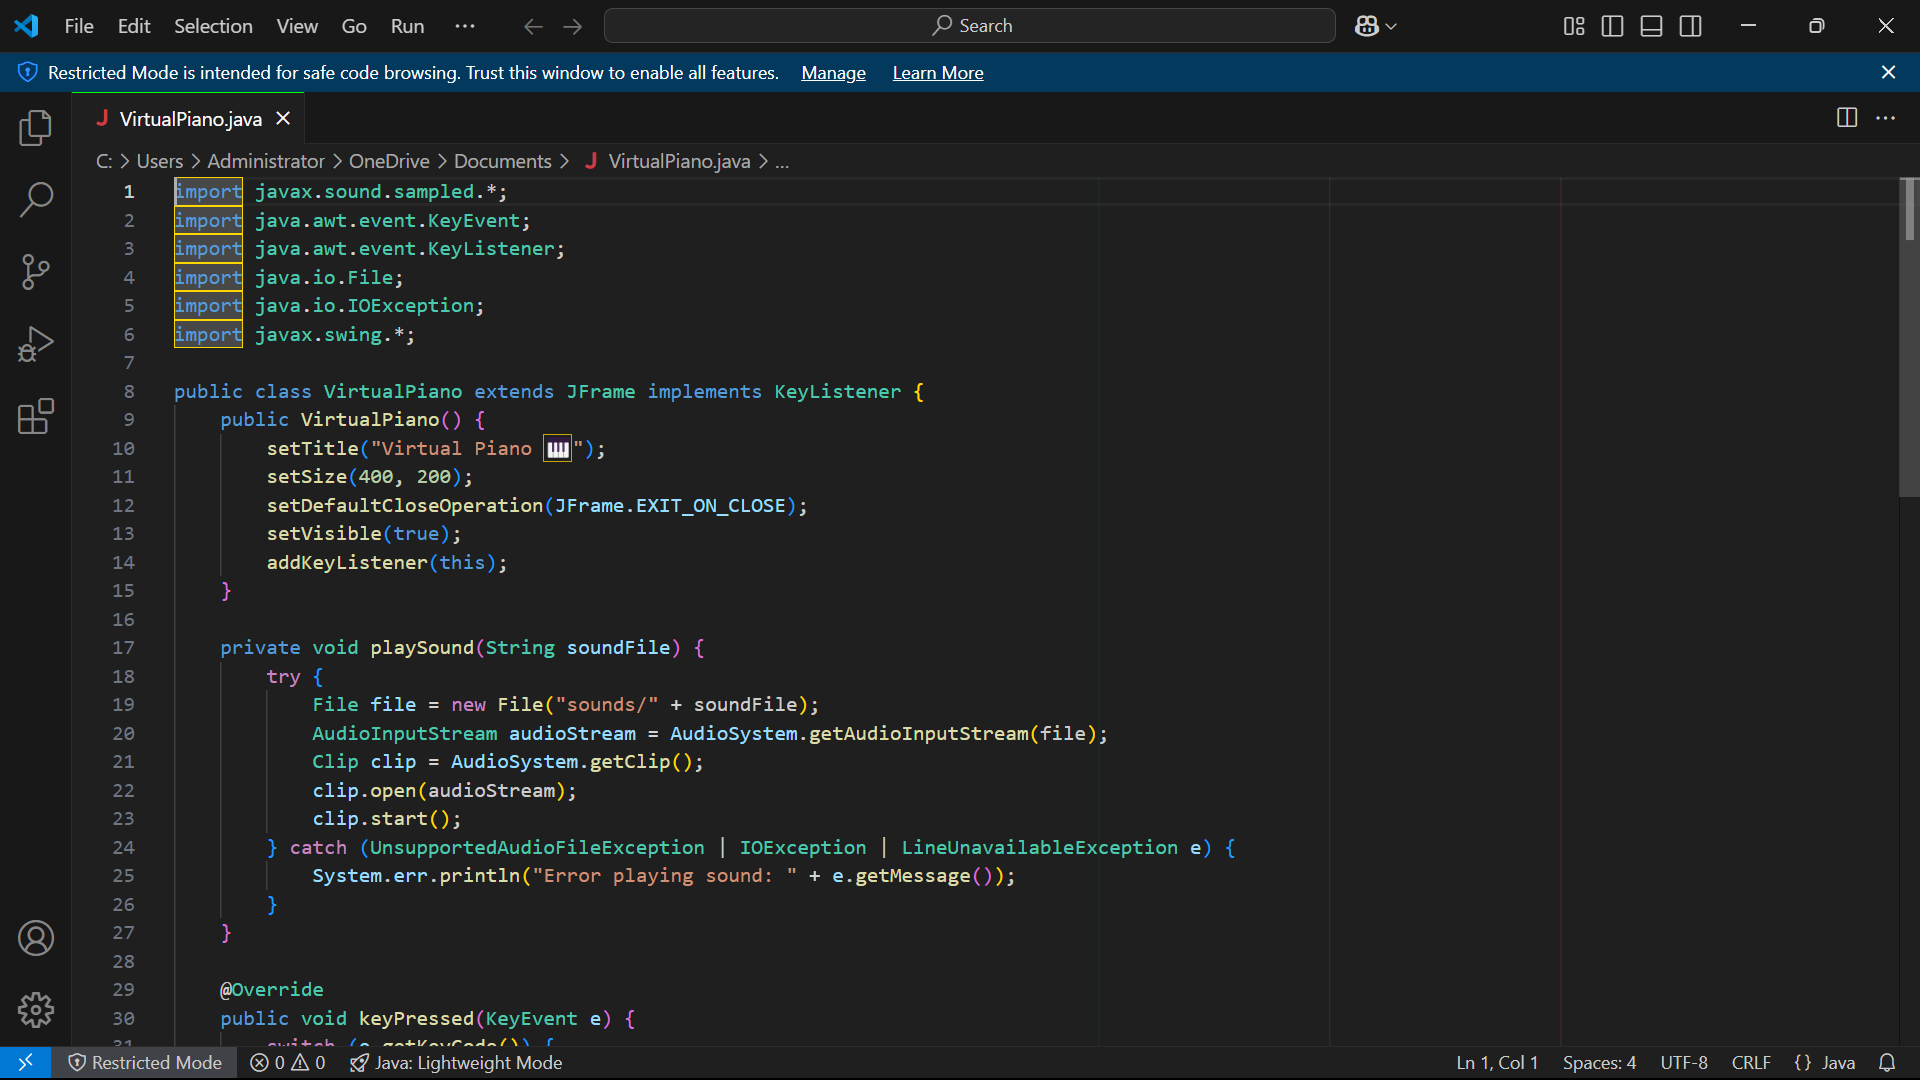 File Edit Selection View Go Run ··· Search
Restricted Mode is intended for safe code browsing. Trust this window to enable all features. Manage Learn More
J VirtualPiano.java
C: > Users > Administrator > OneDrive > Documents > J VirtualPiano.java > ...
1 import javax.sound.sampled.*;
2 import java.awt.event.KeyEvent;
3 import java.awt.event.KeyListener;
4 import java.io.File;
5 import java.io.IOException;
6 import javax.swing.*;
7
8 public class VirtualPiano extends JFrame implements KeyListener {
9 public VirtualPiano() {
10 setTitle("Virtual Piano 🎹");
11 setSize(400, 200);
12 setDefaultCloseOperation(JFrame.EXIT_ON_CLOSE);
13 setVisible(true);
14 addKeyListener(this);
15 }
16
17 private void playSound(String soundFile) {
18 try {
19 File file = new File("sounds/" + soundFile);
20 AudioInputStream audioStream = AudioSystem.getAudioInputStream(file);
21 Clip clip = AudioSystem.getClip();
22 clip.open(audioStream);
23 clip.start();
24 } catch (UnsupportedAudioFileException | IOException | LineUnavailableException e) {
25 System.err.println("Error playing sound: " + e.getMessage());
26 }
27 }
28
29 @Override
30 public void keyPressed(KeyEvent e) {
31 switch (e.getKeyCode()) {
Restricted Mode 0 0 Java: Lightweight Mode Ln 1, Col 1 Spaces: 4 UTF-8 CRLF {} Java